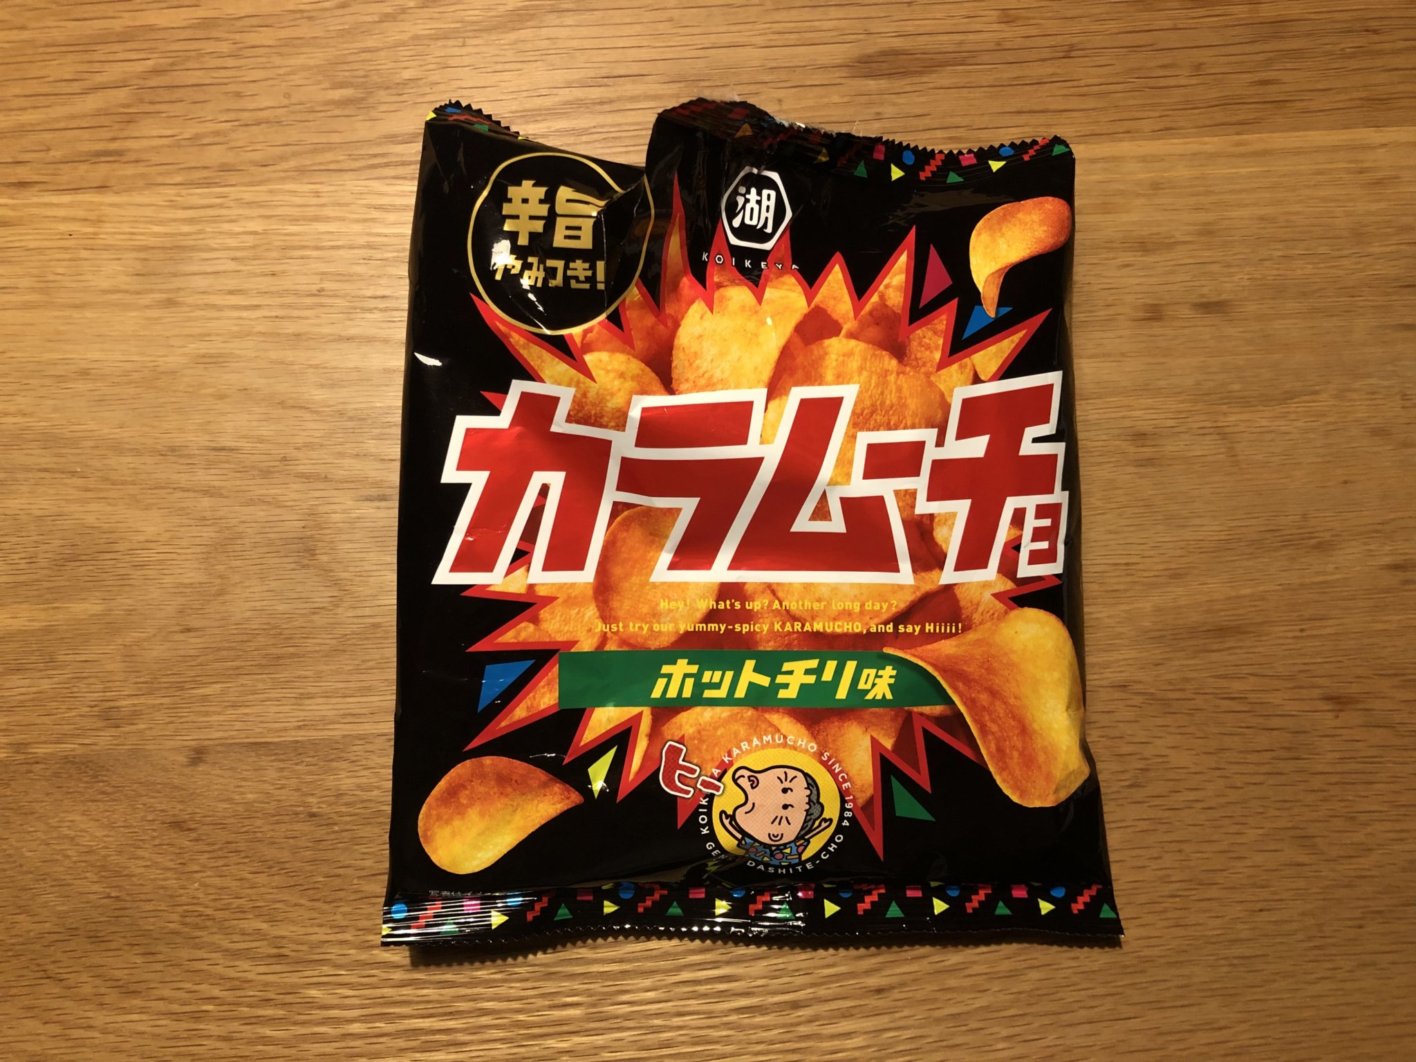 辛旨
やみつき!
湖
KOIKEYA
カラムーチョ
Hey! What's up? Another long day?
Just try our yummy-spicy KARAMUCHO, and say Hiiii!
ホットチリ味
ヒー
KOIKEYA KARAMUCHO SINCE 1984
GENKI DASHITE-CHO